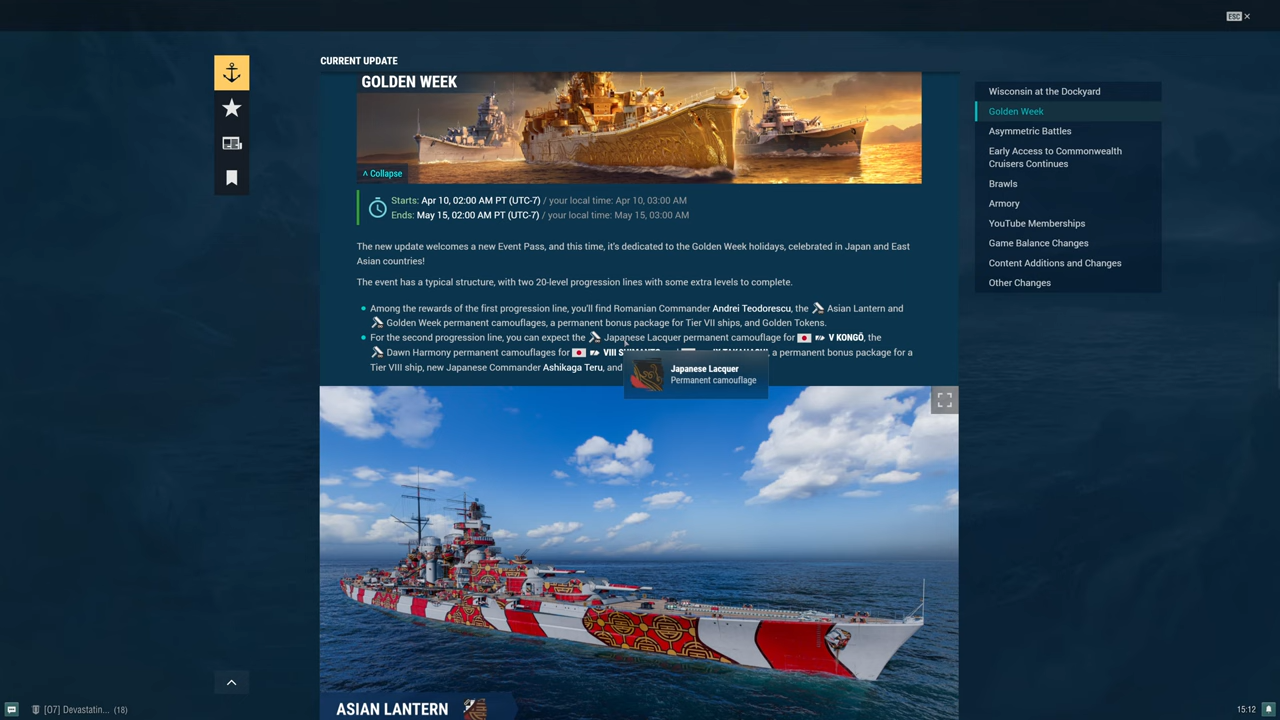 ESC ×
CURRENT UPDATE
GOLDEN WEEK
^ Collapse
Starts: Apr 10, 02:00 AM PT (UTC-7) / your local time: Apr 10, 03:00 AM
Ends: May 15, 02:00 AM PT (UTC-7) / your local time: May 15, 03:00 AM
The new update welcomes a new Event Pass, and this time, it's dedicated to the Golden Week holidays, celebrated in Japan and East
Asian countries!
The event has a typical structure, with two 20-level progression lines with some extra levels to complete.
Among the rewards of the first progression line, you'll find Romanian Commander Andrei Teodorescu, the Asian Lantern and
Golden Week permanent camouflages, a permanent bonus package for Tier VII ships, and Golden Tokens.
For the second progression line, you can expect the Japanese Lacquer permanent camouflage for V KONGŌ, the
Dawn Harmony permanent camouflages for VIII a permanent bonus package for a
Tier VIII ship, new Japanese Commander Ashikaga Teru, and
Japanese Lacquer
Permanent camouflage
ASIAN LANTERN
Wisconsin at the Dockyard
Golden Week
Asymmetric Battles
Early Access to Commonwealth
Cruisers Continues
Brawls
Armory
YouTube Memberships
Game Balance Changes
Content Additions and Changes
Other Changes
[O7] Devastatin... (18)
15:12